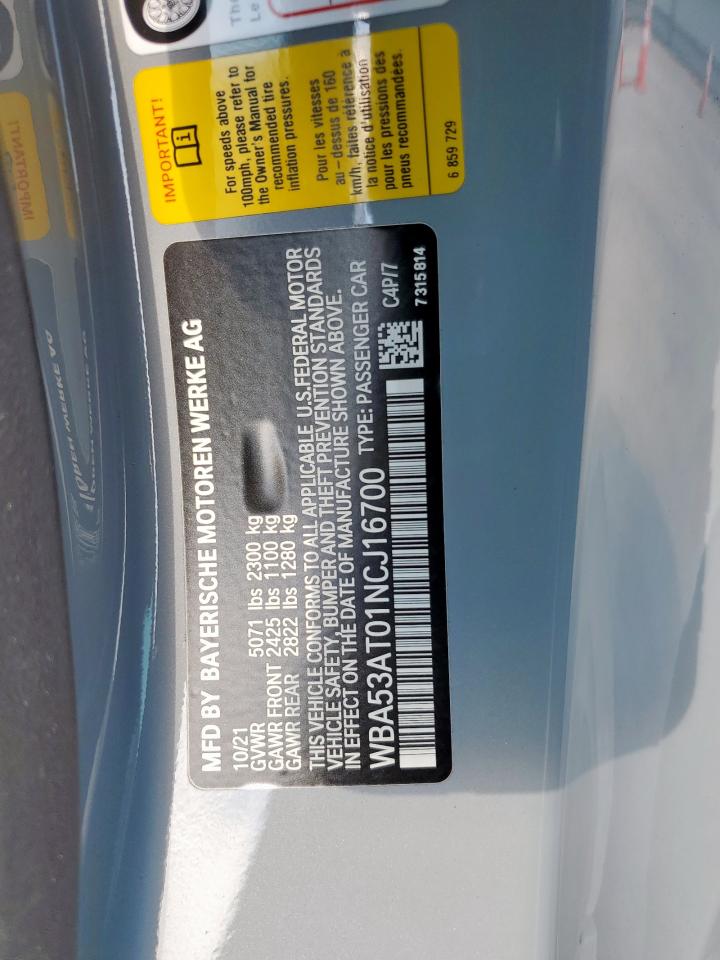 MFD BY BAYERISCHE MOTOREN WERKE AG
10/21
GVWR 5071 lbs 2300 kg
GAWR FRONT 2425 lbs 1100 kg
GAWR REAR 2822 lbs 1280 kg
THIS VEHICLE CONFORMS TO ALL APPLICABLE U.S.FEDERAL MOTOR
VEHICLE SAFETY, BUMPER AND THEFT PREVENTION STANDARDS
IN EFFECT ON THE DATE OF MANUFACTURE SHOWN ABOVE.
WBA53AT01NCJ16700 TYPE: PASSENGER CAR
C4P/7
7315814
IMPORTANT!
For speeds above
100mph, please refer to
the Owner's Manual for
recommended tire
inflation pressures.
Pour les vitesses
au-dessus de 160
km/h, faites référence à
la notice d'utilisation
pour les pressions des
pneus recommandées.
6 859 729